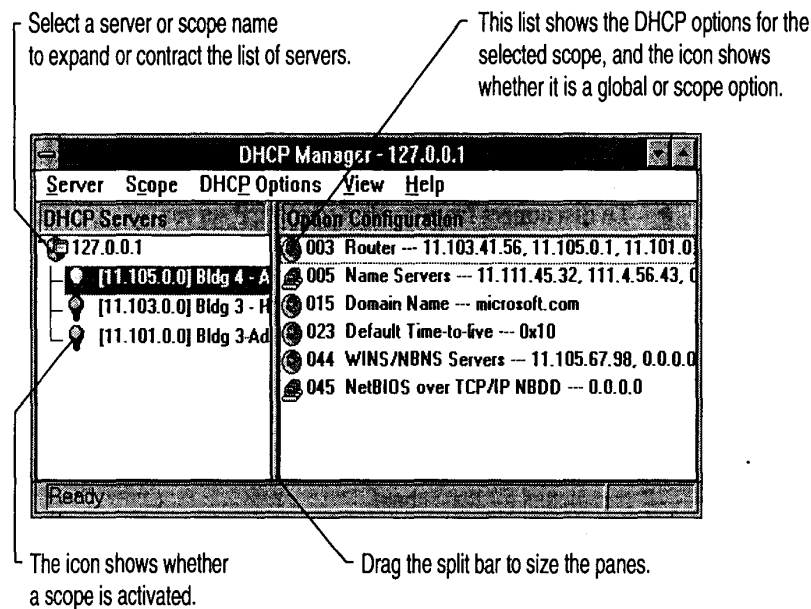 Select a server or scope name
to expand or contract the list of servers.
This list shows the DHCP options for the
selected scope, and the icon shows
whether it is a global or scope option.
DHCP Manager - 127.0.0.1
Server Scope DHCP Options View Help
DHCP Servers
Option Configuration
127.0.0.1
[11.105.0.0] Bldg 4 - A
[11.103.0.0] Bldg 3 - H
[11.101.0.0] Bldg 3-Ad
003 Router --- 11.103.41.56, 11.105.0.1, 11.101.0.
005 Name Servers --- 11.111.45.32, 111.4.56.43, 0
015 Domain Name --- microsoft.com
023 Default Time-to-live --- 0x10
044 WINS/NBNS Servers --- 11.105.67.98, 0.0.0.0
045 NetBIOS over TCP/IP NBDD --- 0.0.0.0
Ready
The icon shows whether
a scope is activated.
Drag the split bar to size the panes.